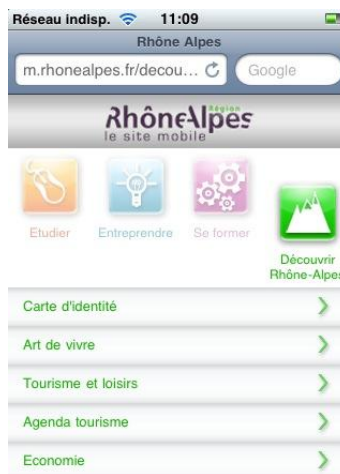 Réseau indisp. 11:09
Rhône Alpes
m.rhonealpes.fr/decou... Google
Région
RhôneAlpes
le site mobile
Etudier Entreprendre Se former
Découvrir
Rhône-Alpes
Carte d'identité
Art de vivre
Tourisme et loisirs
Agenda tourisme
Economie